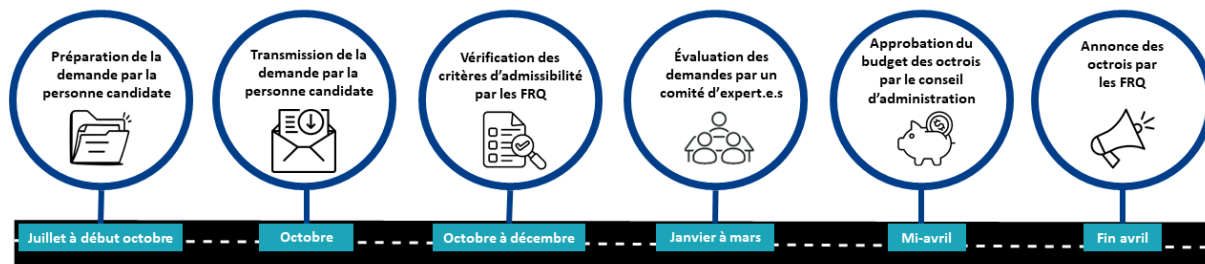 Préparation de la
demande par la
personne candidate
Transmission de la
demande par la
personne candidate
Vérification des
critères d'admissibilité
par les FRQ
Évaluation des
demandes par un
comité d'expert.e.s
Approbation du
budget des octrois
par le conseil
d'administration
Annonce des
octrois par
les FRQ
Juillet à début octobre
Octobre
Octobre à décembre
Janvier à mars
Mi-avril
Fin avril